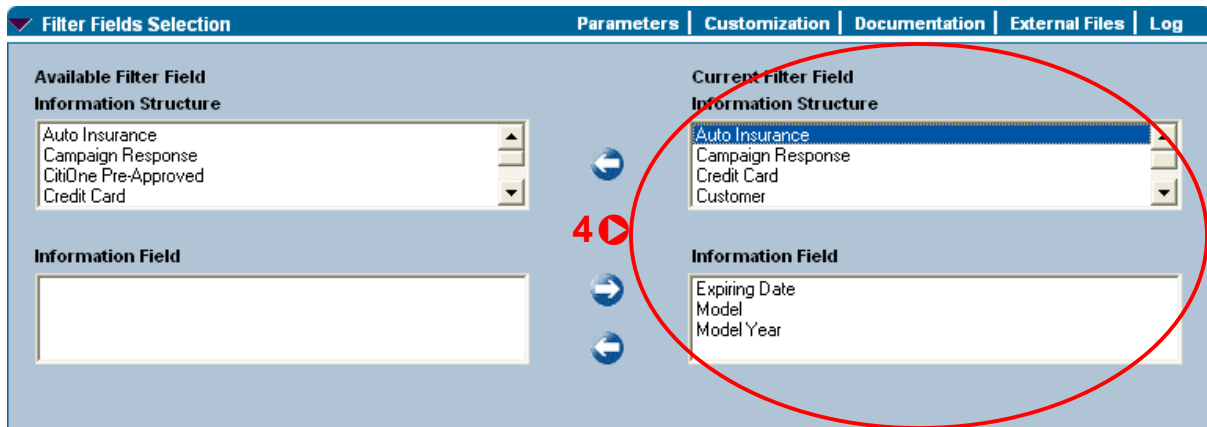 Filter Fields Selection
Parameters | Customization | Documentation | External Files | Log
Available Filter Field
Information Structure
Auto Insurance
Campaign Response
CitiOne Pre-Approved
Credit Card
Current Filter Field
Information Structure
Auto Insurance
Campaign Response
Credit Card
Customer
4
Information Field
Information Field
Expiring Date
Model
Model Year